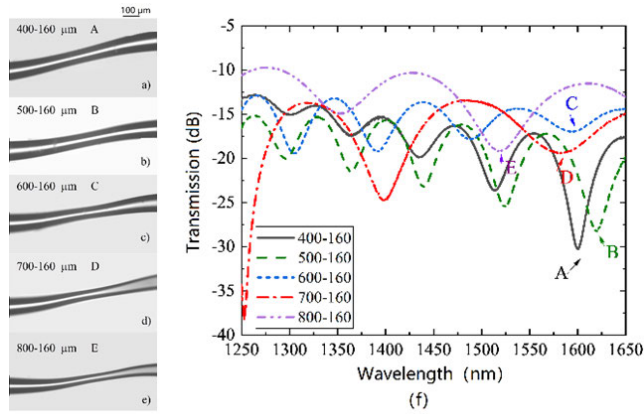 100 μm
400-160 μm A
a)
500-160 μm B
b)
600-160 μm C
c)
700-160 μm D
d)
800-160 μm E
e)
Transmission (dB)
-5
-10
-15
-20
-25
-30
-35
-40
C
E
D
B
A
400-160
500-160
600-160
700-160
800-160
1250 1300 1350 1400 1450 1500 1550 1600 1650
Wavelength (nm)
(f)